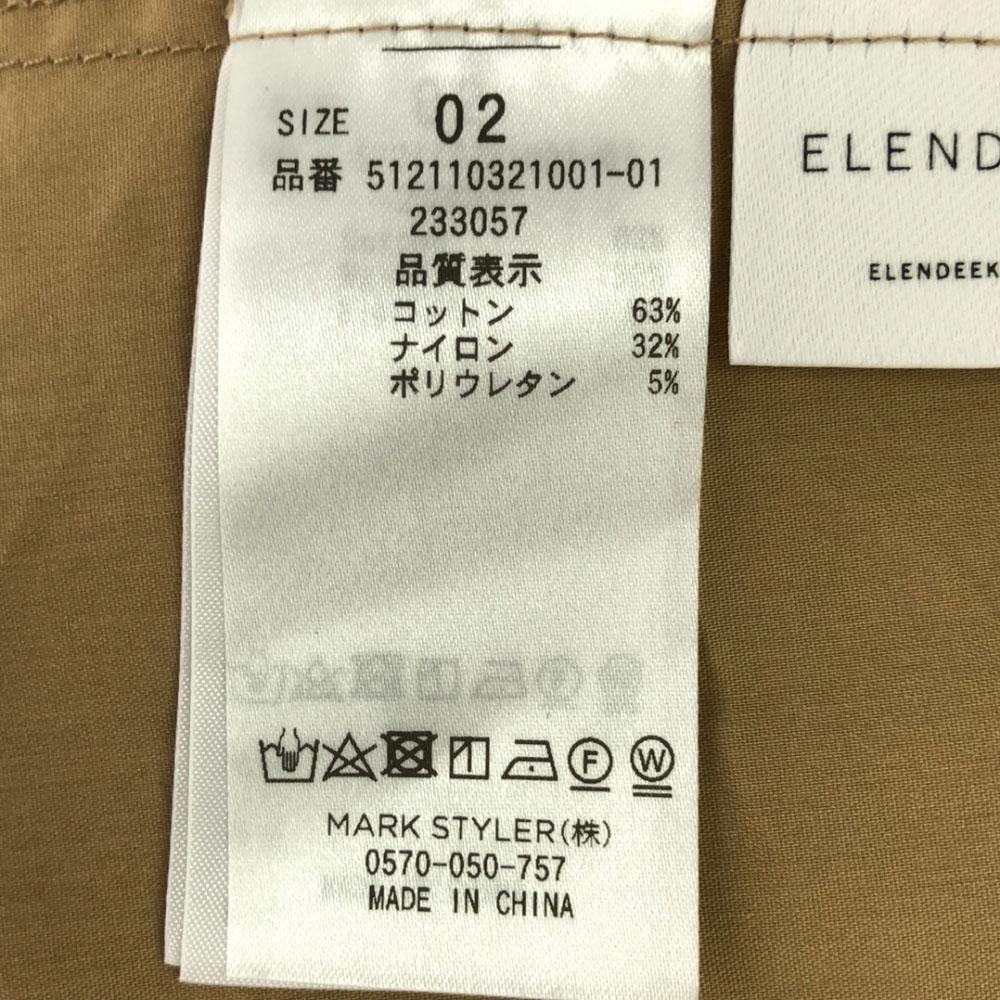 SIZE 02
品番 512110321001-01
233057
品質表示
コットン 63%
ナイロン 32%
ポリウレタン 5%
F W
MARK STYLER(株)
0570-050-757
MADE IN CHINA
ELEND
ELENDEEK